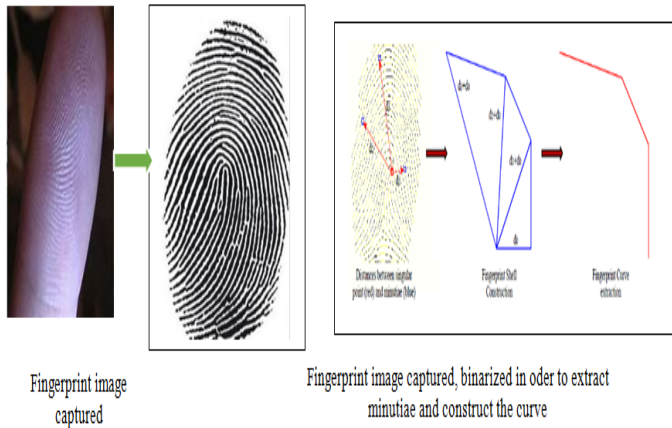 d₀
Distances between singular
point (red) and minutiae (blue)
Fingerprint Shell
Construction
Fingerprint Curve
extraction
Fingerprint image
captured
Fingerprint image captured, binarized in oder to extract
minutiae and construct the curve